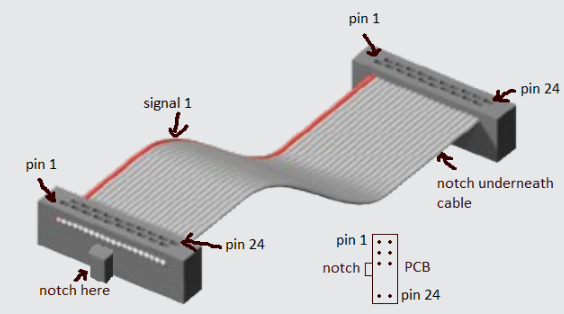 pin 1
pin 24
signal 1
pin 1
notch underneath
cable
pin 24
notch here
pin 1
notch
PCB
pin 24